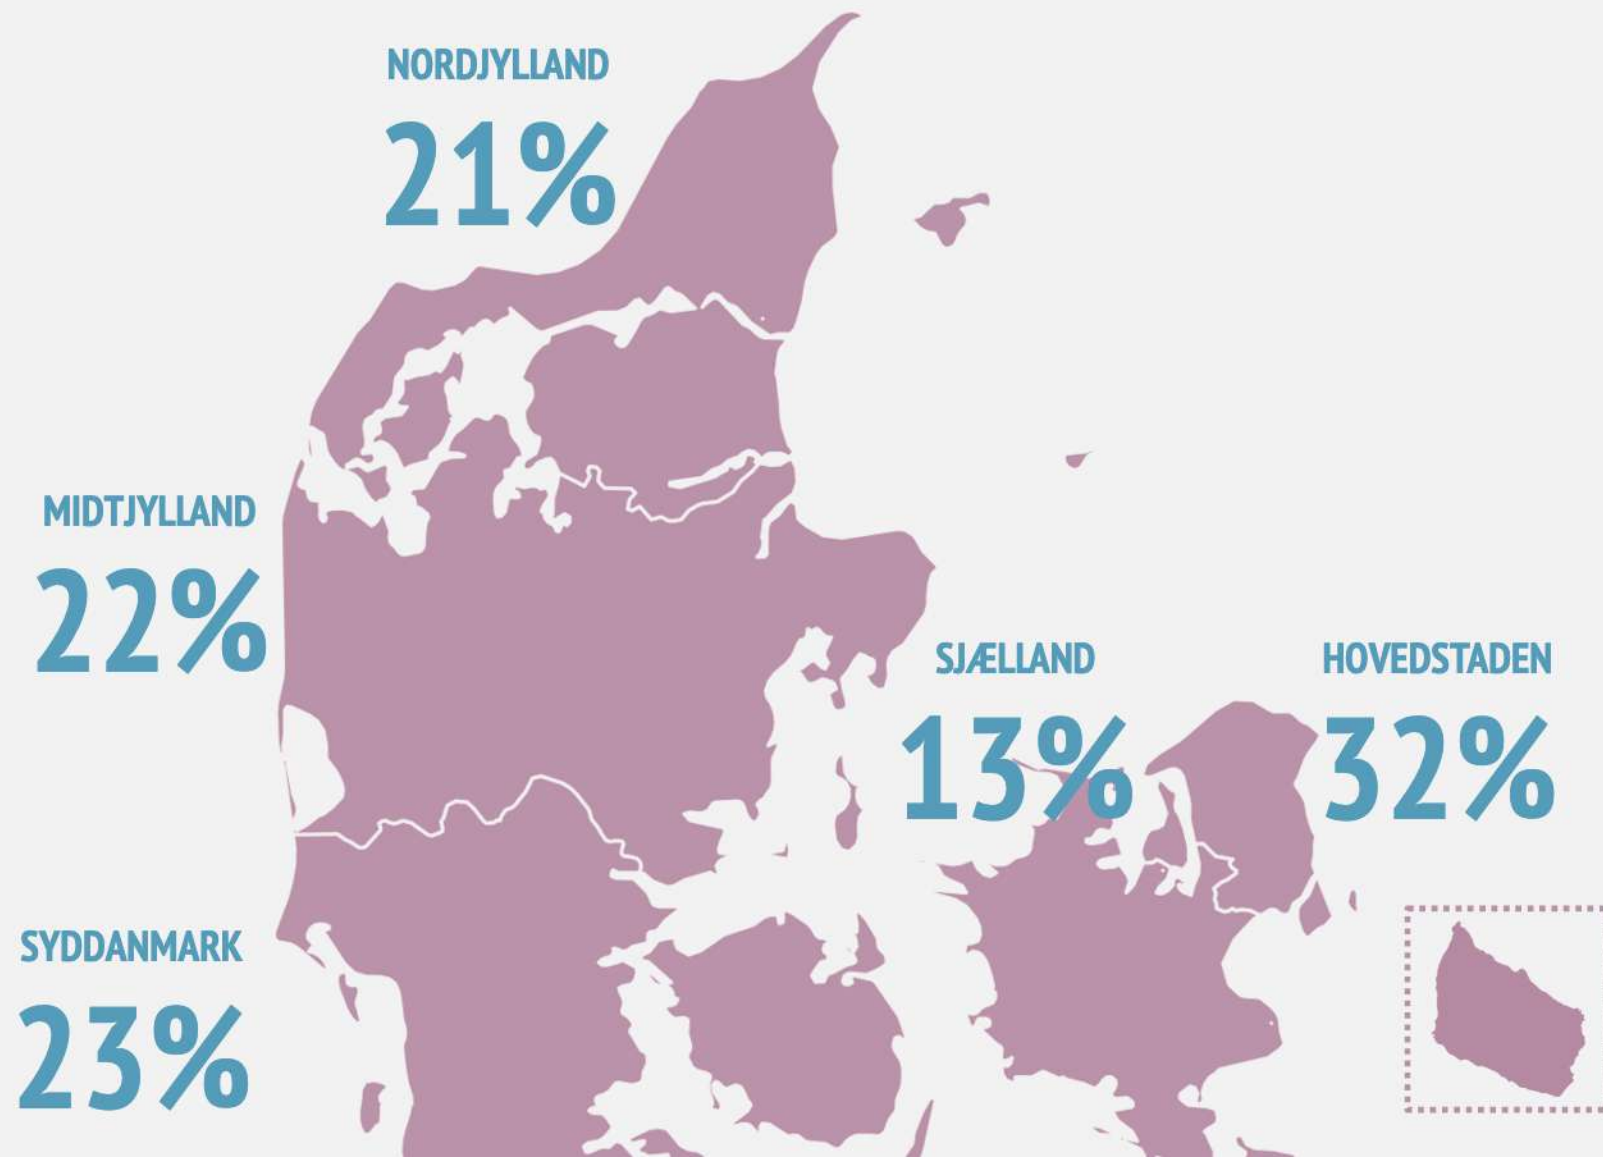 NORDJYLLAND
21%
MIDTJYLLAND
22%
SJÆLLAND
13%
HOVEDSTADEN
32%
SYDDANMARK
23%